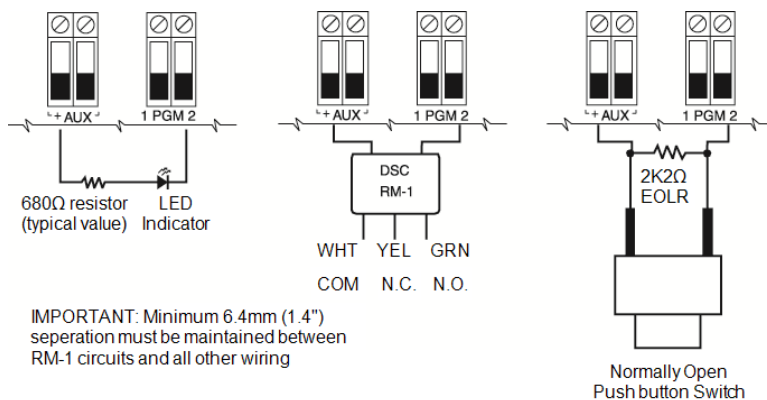 + AUX -
1 PGM 2
680Ω resistor
(typical value)
LED
Indicator
+ AUX -
1 PGM 2
DSC
RM-1
WHT YEL GRN
COM N.C. N.O.
IMPORTANT: Minimum 6.4mm (1.4")
seperation must be maintained between
RM-1 circuits and all other wiring
+ AUX -
1 PGM 2
2K2Ω
EOLR
Normally Open
Push button Switch